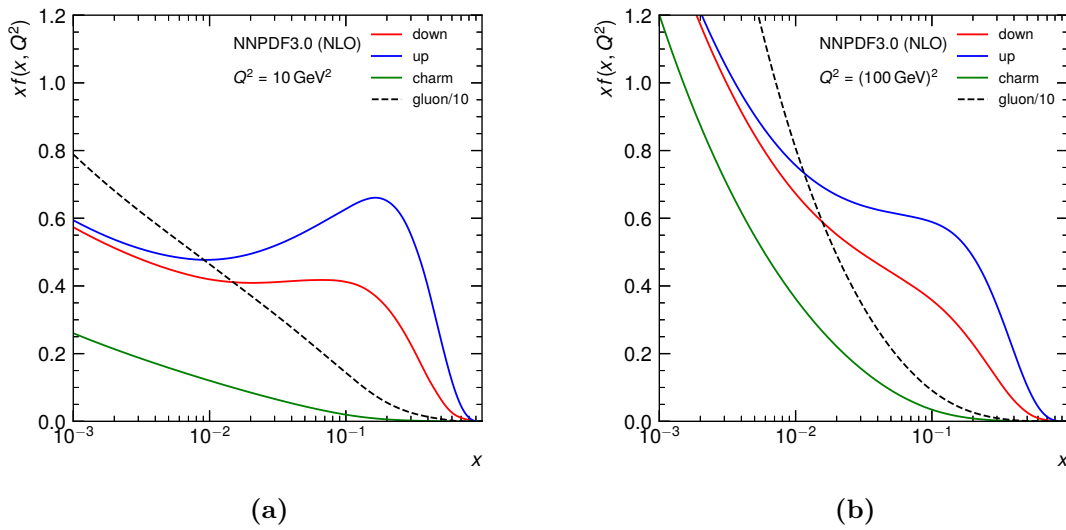 xf(x, Q²)
1.2
1.0
0.8
0.6
0.4
0.2
0.0
NNPDF3.0 (NLO)
Q² = 10 GeV²
down
up
charm
gluon/10
10⁻³
10⁻²
10⁻¹
x
(a)
xf(x, Q²)
1.2
1.0
0.8
0.6
0.4
0.2
0.0
NNPDF3.0 (NLO)
Q² = (100 GeV)²
down
up
charm
gluon/10
10⁻³
10⁻²
10⁻¹
x
(b)